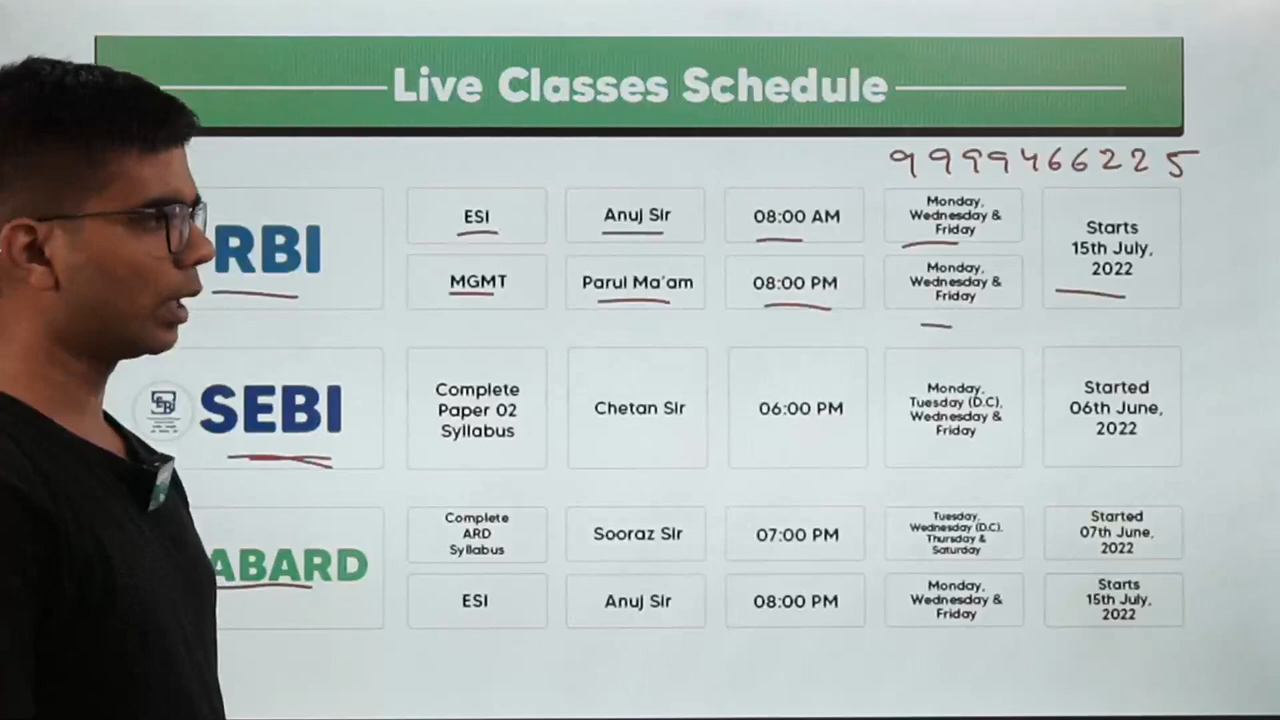 Live Classes Schedule
9999466225
RBI
ESI
Anuj Sir
08:00 AM
Monday,
Wednesday &
Friday
Starts
15th July,
2022
MGMT
Parul Ma'am
08:00 PM
Monday,
Wednesday &
Friday
SEBI
SEBI
Complete
Paper 02
Syllabus
Chetan Sir
06:00 PM
Monday,
Tuesday (D.C),
Wednesday &
Friday
Started
06th June,
2022
ABARD
Complete
ARD
Syllabus
Sooraz Sir
07:00 PM
Tuesday,
Wednesday (D.C).
Thursday &
Saturday
Started
07th June,
2022
ESI
Anuj Sir
08:00 PM
Monday,
Wednesday &
Friday
Starts
15th July,
2022